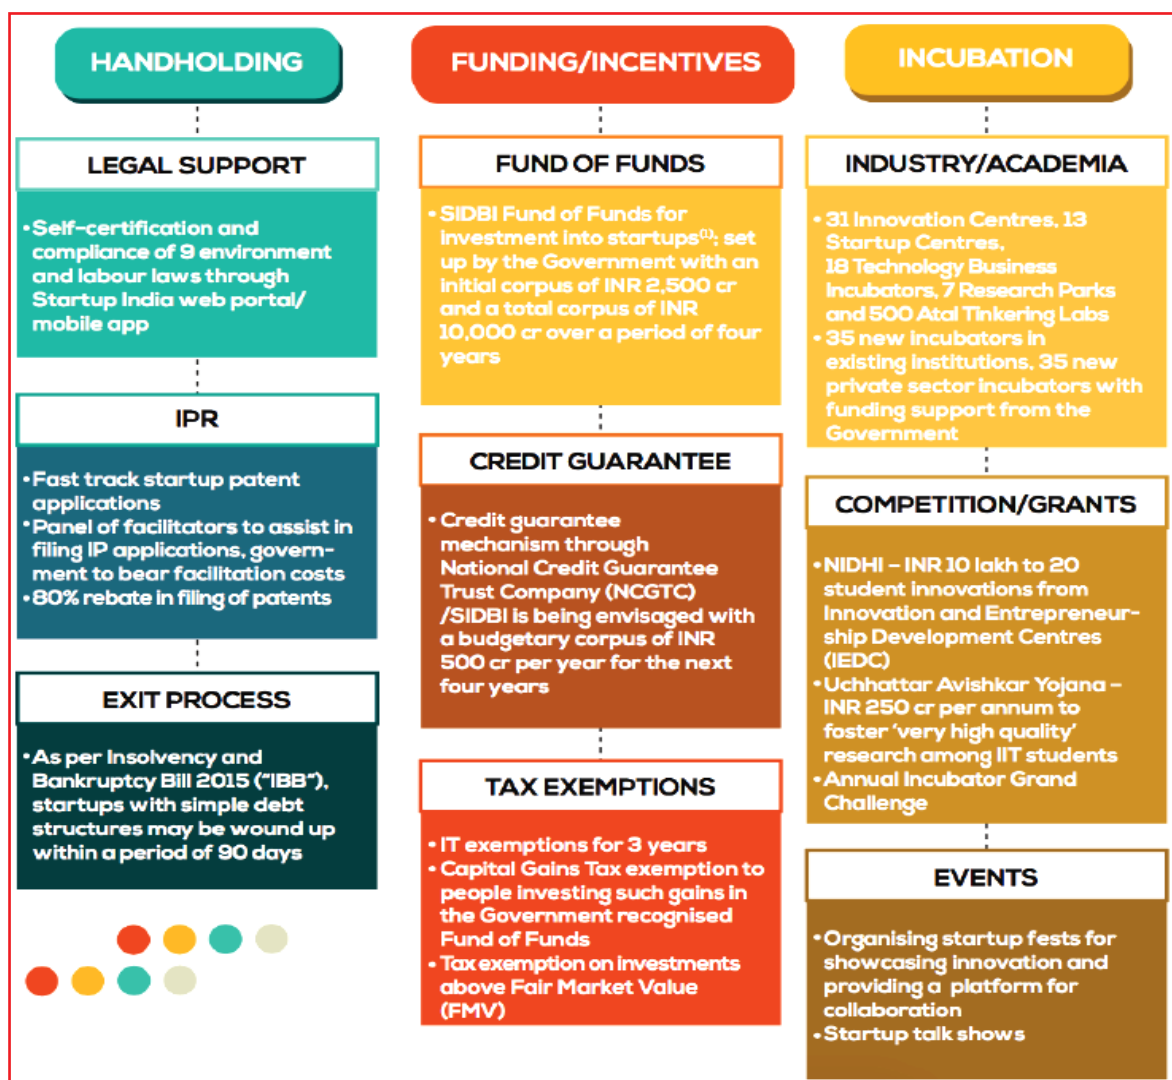 HANDHOLDING
LEGAL SUPPORT
•Self-certification and
compliance of 9 environment
and labour laws through
Startup India web portal/
mobile app
IPR
•Fast track startup patent
applications
•Panel of facilitators to assist in
filing IP applications, govern-
ment to bear facilitation costs
•80% rebate in filing of patents
EXIT PROCESS
•As per Insolvency and
Bankruptcy Bill 2015 ("IBB"),
startups with simple debt
structures may be wound up
within a period of 90 days
FUNDING/INCENTIVES
FUND OF FUNDS
•SIDBI Fund of Funds for
investment into startups⁽¹⁾; set
up by the Government with an
initial corpus of INR 2,500 cr
and a total corpus of INR
10,000 cr over a period of four
years
CREDIT GUARANTEE
•Credit guarantee
mechanism through
National Credit Guarantee
Trust Company (NCGTC)
/SIDBI is being envisaged with
a budgetary corpus of INR
500 cr per year for the next
four years
TAX EXEMPTIONS
•IT exemptions for 3 years
•Capital Gains Tax exemption to
people investing such gains in
the Government recognised
Fund of Funds
•Tax exemption on investments
above Fair Market Value
(FMV)
INCUBATION
INDUSTRY/ACADEMIA
•31 Innovation Centres, 13
Startup Centres,
18 Technology Business
Incubators, 7 Research Parks
and 500 Atal Tinkering Labs
•35 new incubators in
existing institutions, 35 new
private sector incubators with
funding support from the
Government
COMPETITION/GRANTS
•NIDHI – INR 10 lakh to 20
student innovations from
Innovation and Entrepreneur-
ship Development Centres
(IEDC)
•Uchhattar Avishkar Yojana –
INR 250 cr per annum to
foster 'very high quality'
research among IIT students
•Annual Incubator Grand
Challenge
EVENTS
•Organising startup fests for
showcasing innovation and
providing a platform for
collaboration
•Startup talk shows